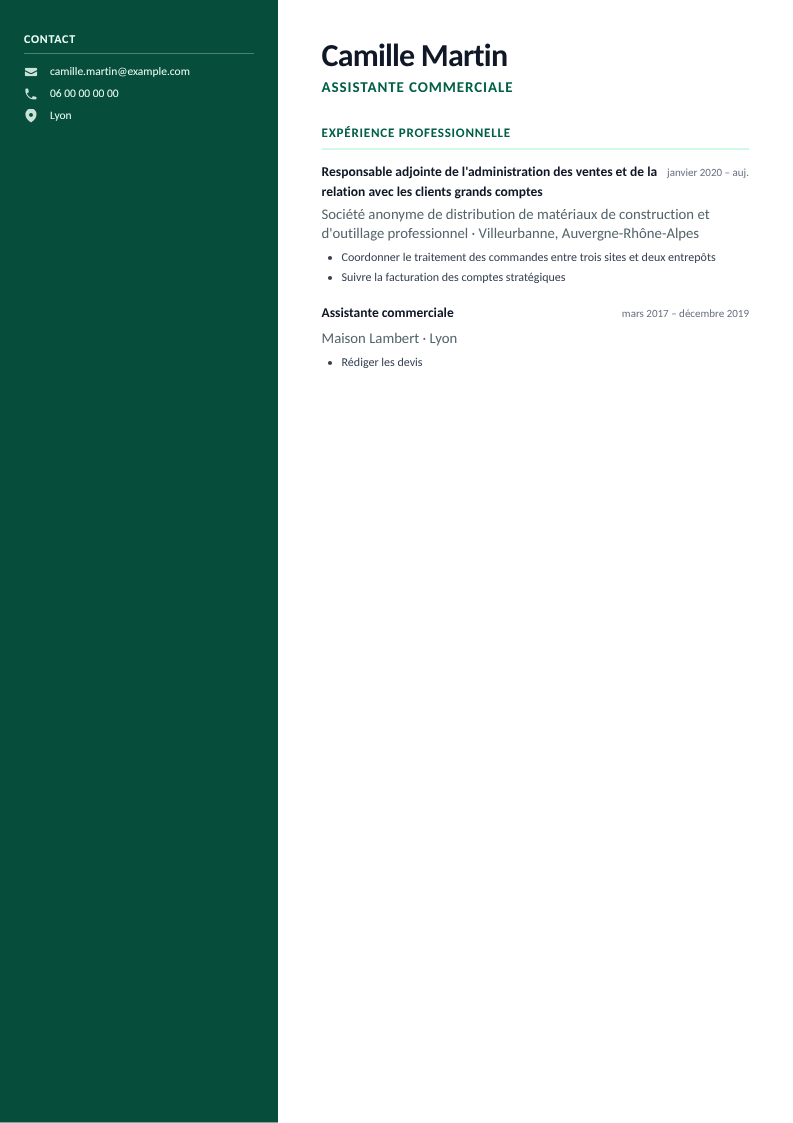 CONTACT
camille.martin@example.com
06 00 00 00 00
Lyon
Camille Martin
ASSISTANTE COMMERCIALE
EXPÉRIENCE PROFESSIONNELLE
Responsable adjointe de l'administration des ventes et de la janvier 2020 – auj.
relation avec les clients grands comptes
Société anonyme de distribution de matériaux de construction et
d'outillage professionnel · Villeurbanne, Auvergne-Rhône-Alpes
• Coordonner le traitement des commandes entre trois sites et deux entrepôts
• Suivre la facturation des comptes stratégiques
Assistante commerciale mars 2017 – décembre 2019
Maison Lambert · Lyon
• Rédiger les devis